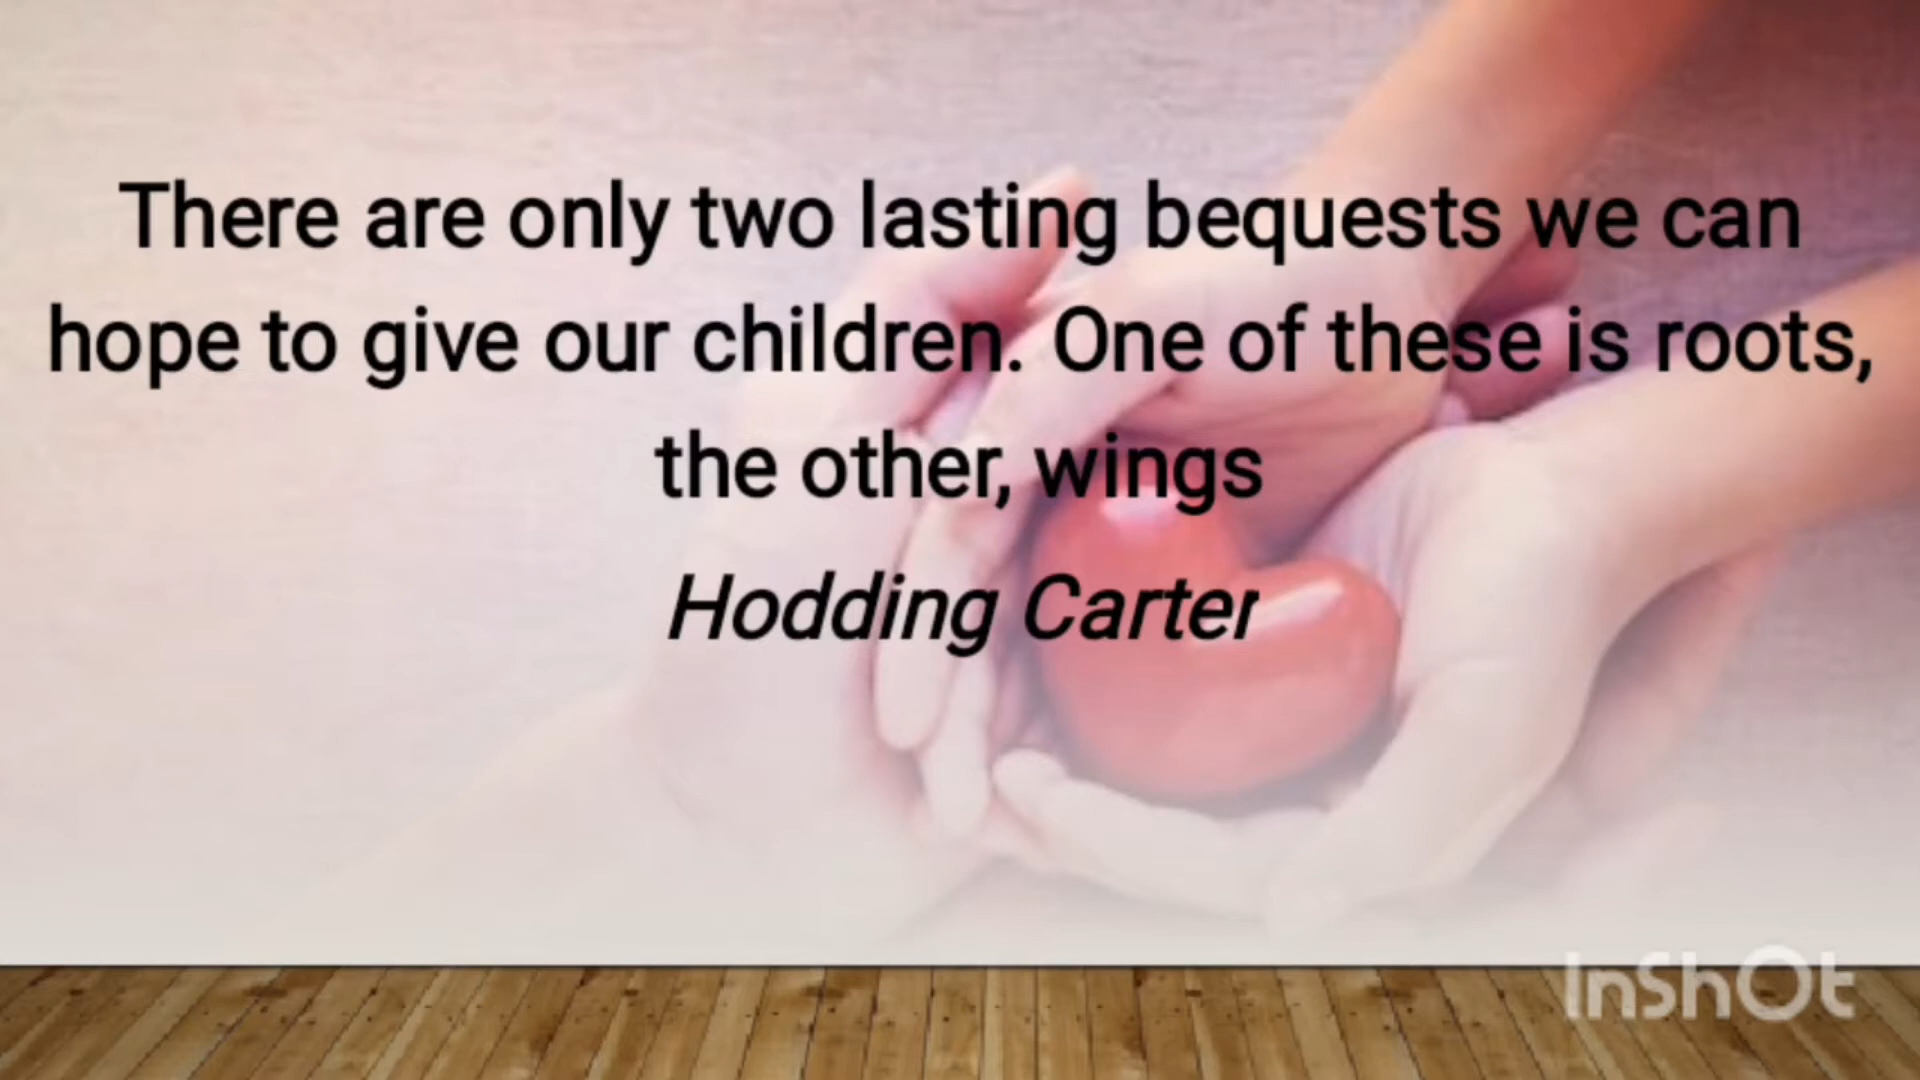 There are only two lasting bequests we can
hope to give our children. One of these is roots,
the other, wings
Hodding Carter
InShOt